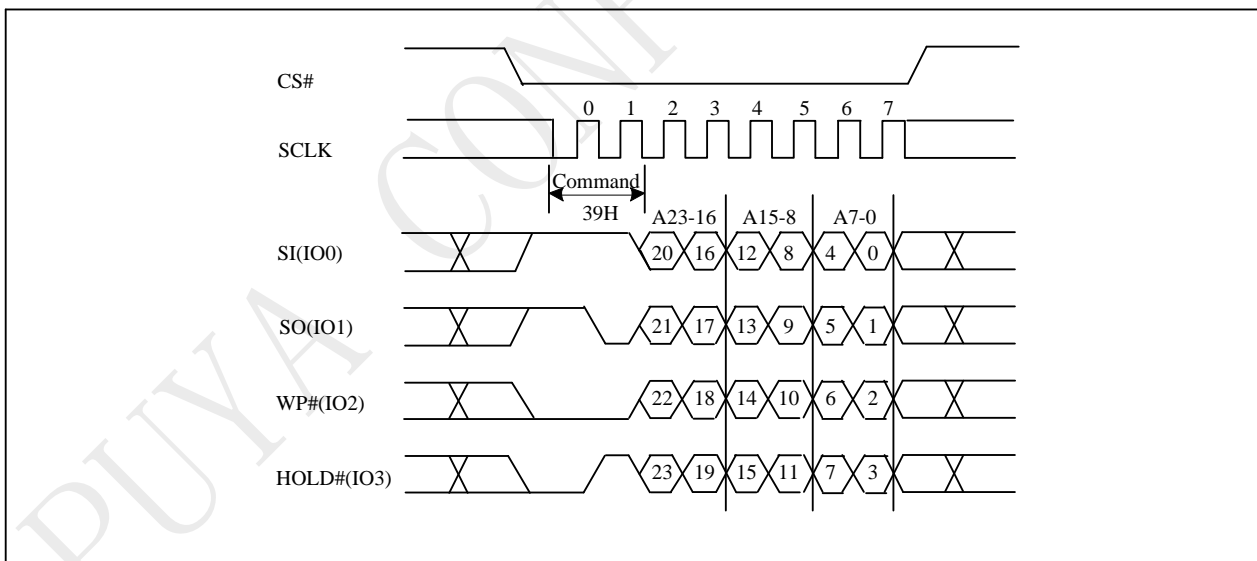 CS#
0 1 2 3 4 5 6 7
SCLK
Command
39H
A23-16 A15-8 A7-0
SI(IO0)
20 16 12 8 4 0
SO(IO1)
21 17 13 9 5 1
WP#(IO2)
22 18 14 10 6 2
HOLD#(IO3)
23 19 15 11 7 3
PUYA